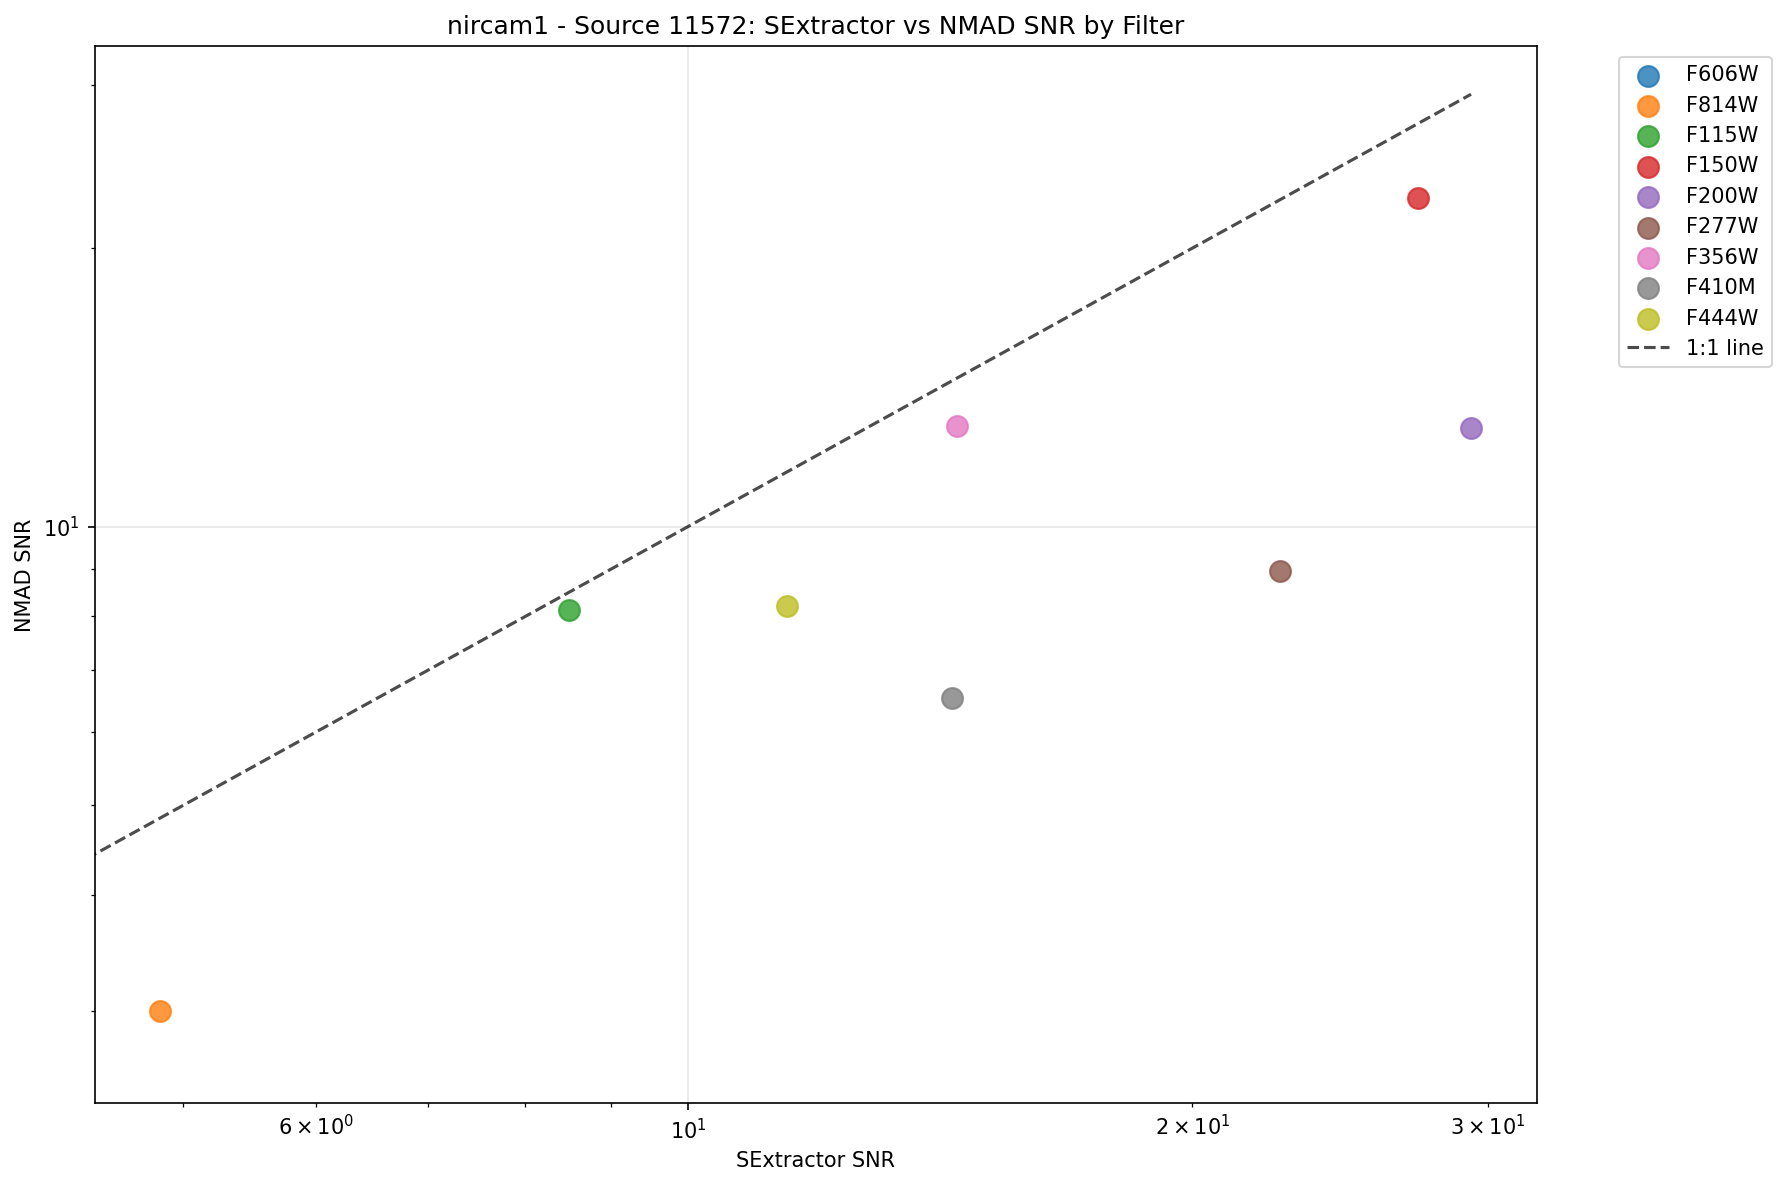 nircam1 - Source 11572: SExtractor vs NMAD SNR by Filter
F606W
F814W
F115W
F150W
F200W
F277W
F356W
F410M
F444W
1:1 line
NMAD SNR
10¹
6 × 10⁰
10¹
2 × 10¹
3 × 10¹
SExtractor SNR